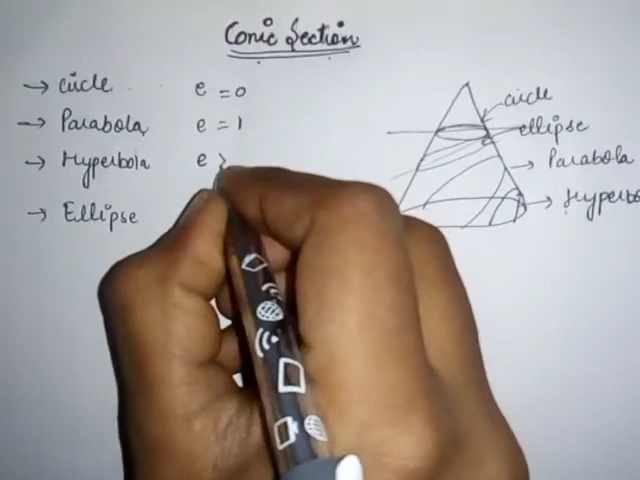 Conic Section
→ Circle e = 0
→ Parabola e = 1
→ Hyperbola e >
→ Ellipse
circle
ellipse
→ Parabola
→ Hyperbo